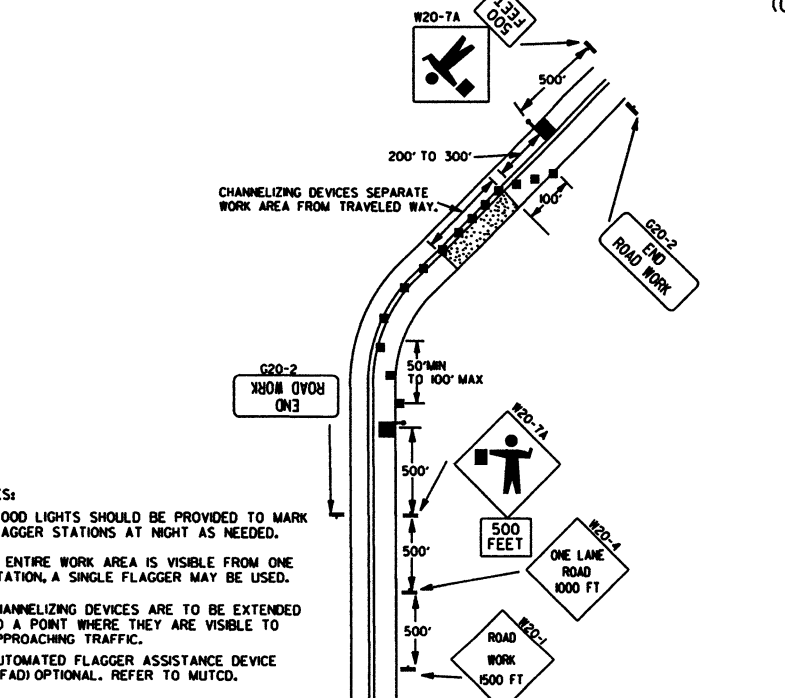 W20-7A
500
FEET
500'
200' TO 300'
CHANNELIZING DEVICES SEPARATE
WORK AREA FROM TRAVELED WAY.
100'
G20-2
END
ROAD WORK
G20-2
END
ROAD WORK
50'MIN
TO 100' MAX
W20-7A
500'
500
FEET
W20-4
ONE LANE
ROAD
1000 FT
500'
W20-1
ROAD
WORK
1500 FT
500'
ES:
OOD LIGHTS SHOULD BE PROVIDED TO MARK
AGGER STATIONS AT NIGHT AS NEEDED.
ENTIRE WORK AREA IS VISIBLE FROM ONE
TATION, A SINGLE FLAGGER MAY BE USED.
HANNELIZING DEVICES ARE TO BE EXTENDED
O A POINT WHERE THEY ARE VISIBLE TO
PPROACHING TRAFFIC.
UTOMATED FLAGGER ASSISTANCE DEVICE
FAD) OPTIONAL. REFER TO MUTCD.